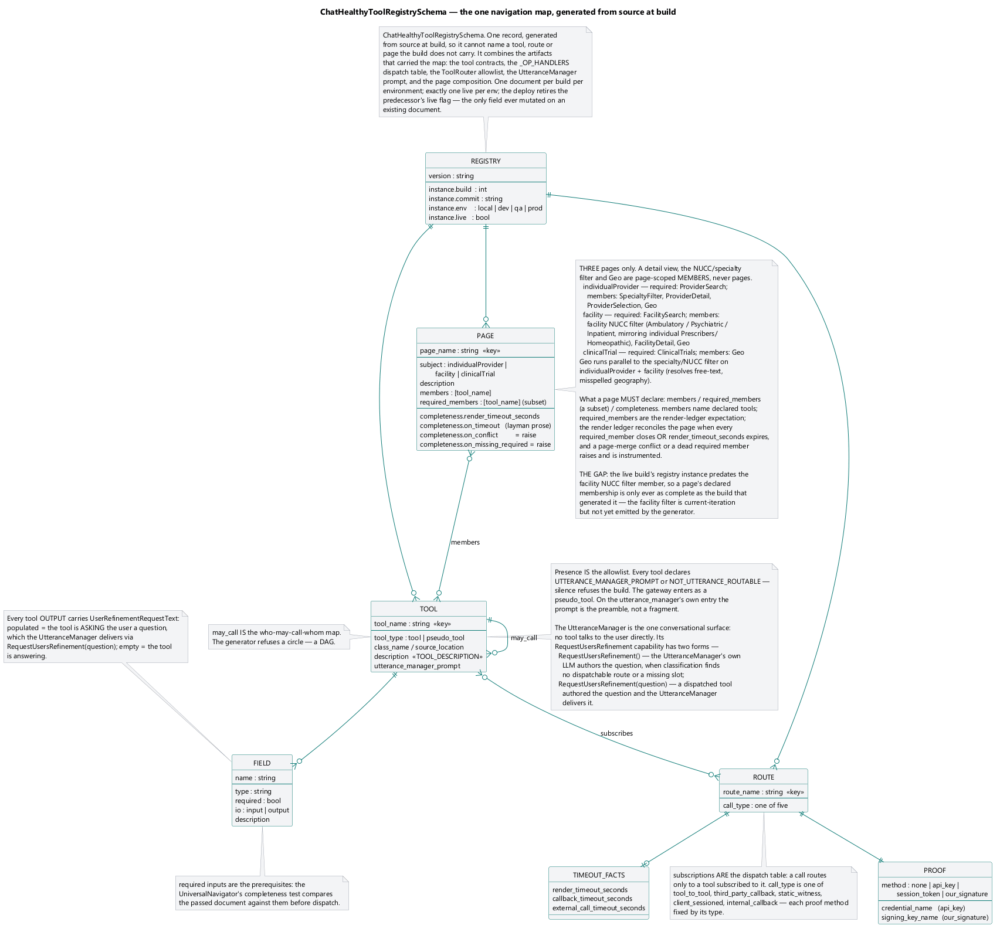 ChatHealthyToolRegistrySchema — the one navigation map, generated from source at build
ChatHealthyToolRegistrySchema. One record, generated
from source at build, so it cannot name a tool, route or
page the build does not carry. It combines the artifacts
that carried the map: the tool contracts, the _OP_HANDLERS
dispatch table, the ToolRouter allowlist, the UtteranceManager
prompt, and the page composition. One document per build per
environment; exactly one live per env; the deploy retires the
predecessor's live flag — the only field ever mutated on an
existing document.
REGISTRY
version : string
instance.build : int
instance.commit : string
instance.env : local | dev | qa | prod
instance.live : bool
THREE pages only. A detail view, the NUCC/specialty
filter and Geo are page-scoped MEMBERS, never pages.
individualProvider — required: ProviderSearch;
members: SpecialtyFilter, ProviderDetail,
ProviderSelection, Geo
facility — required: FacilitySearch; members:
facility NUCC filter (Ambulatory / Psychiatric /
Inpatient, mirroring individual Prescribers/
Homeopathic), FacilityDetail, Geo
clinicalTrial — required: ClinicalTrials; members: Geo
Geo runs parallel to the specialty/NUCC filter on
individualProvider + facility (resolves free-text,
misspelled geography).
What a page MUST declare: members / required_members
(a subset) / completeness. members name declared tools;
required_members are the render-ledger expectation;
the render ledger reconciles the page when every
required_member closes OR render_timeout_seconds expires,
and a page-merge conflict or a dead required member
raises and is instrumented.
THE GAP: the live build's registry instance predates the
facility NUCC filter member, so a page's declared
membership is only ever as complete as the build that
generated it — the facility filter is current-iteration
but not yet emitted by the generator.
PAGE
page_name : string «key»
subject : individualProvider |
facility | clinicalTrial
description
members : [tool_name]
required_members : [tool_name] (subset)
completeness.render_timeout_seconds
completeness.on_timeout (layman prose)
completeness.on_conflict = raise
completeness.on_missing_required = raise
members
Presence IS the allowlist. Every tool declares
UTTERANCE_MANAGER_PROMPT or NOT_UTTERANCE_ROUTABLE —
silence refuses the build. The gateway enters as a
pseudo_tool. On the utterance_manager's own entry the
prompt is the preamble, not a fragment.
The UtteranceManager is the one conversational surface:
no tool talks to the user directly. Its
RequestUsersRefinement capability has two forms —
RequestUsersRefinement() — the UtteranceManager's own
LLM authors the question, when classification finds
no dispatchable route or a missing slot;
RequestUsersRefinement(question) — a dispatched tool
authored the question and the UtteranceManager
delivers it.
TOOL
tool_name : string «key»
tool_type : tool | pseudo_tool
class_name / source_location
description «TOOL_DESCRIPTION»
utterance_manager_prompt
may_call
Every tool OUTPUT carries UserRefinementRequestText:
populated = the tool is ASKING the user a question,
which the UtteranceManager delivers via
RequestUsersRefinement(question); empty = the tool
is answering.
may_call IS the who-may-call-whom map.
The generator refuses a circle — a DAG.
subscribes
FIELD
name : string
type : string
required : bool
io : input | output
description
ROUTE
route_name : string «key»
call_type : one of five
required inputs are the prerequisites: the
UniversalNavigator's completeness test compares
the passed document against them before dispatch.
TIMEOUT_FACTS
render_timeout_seconds
callback_timeout_seconds
external_call_timeout_seconds
subscriptions ARE the dispatch table: a call routes
only to a tool subscribed to it. call_type is one of
tool_to_tool, third_party_callback, static_witness,
client_sessioned, internal_callback — each proof method
fixed by its type.
PROOF
method : none | api_key |
session_token | our_signature
credential_name (api_key)
signing_key_name (our_signature)